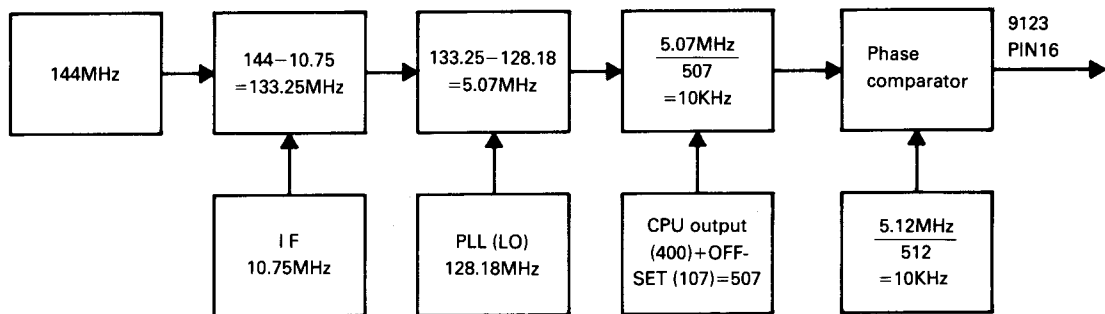 144MHz
144−10.75
=133.25MHz
133.25−128.18
=5.07MHz
5.07MHz
507
=10KHz
Phase
comparator
9123
PIN16
I F
10.75MHz
PLL (LO)
128.18MHz
CPU output
(400)+OFF-
SET (107)=507
5.12MHz
512
=10KHz